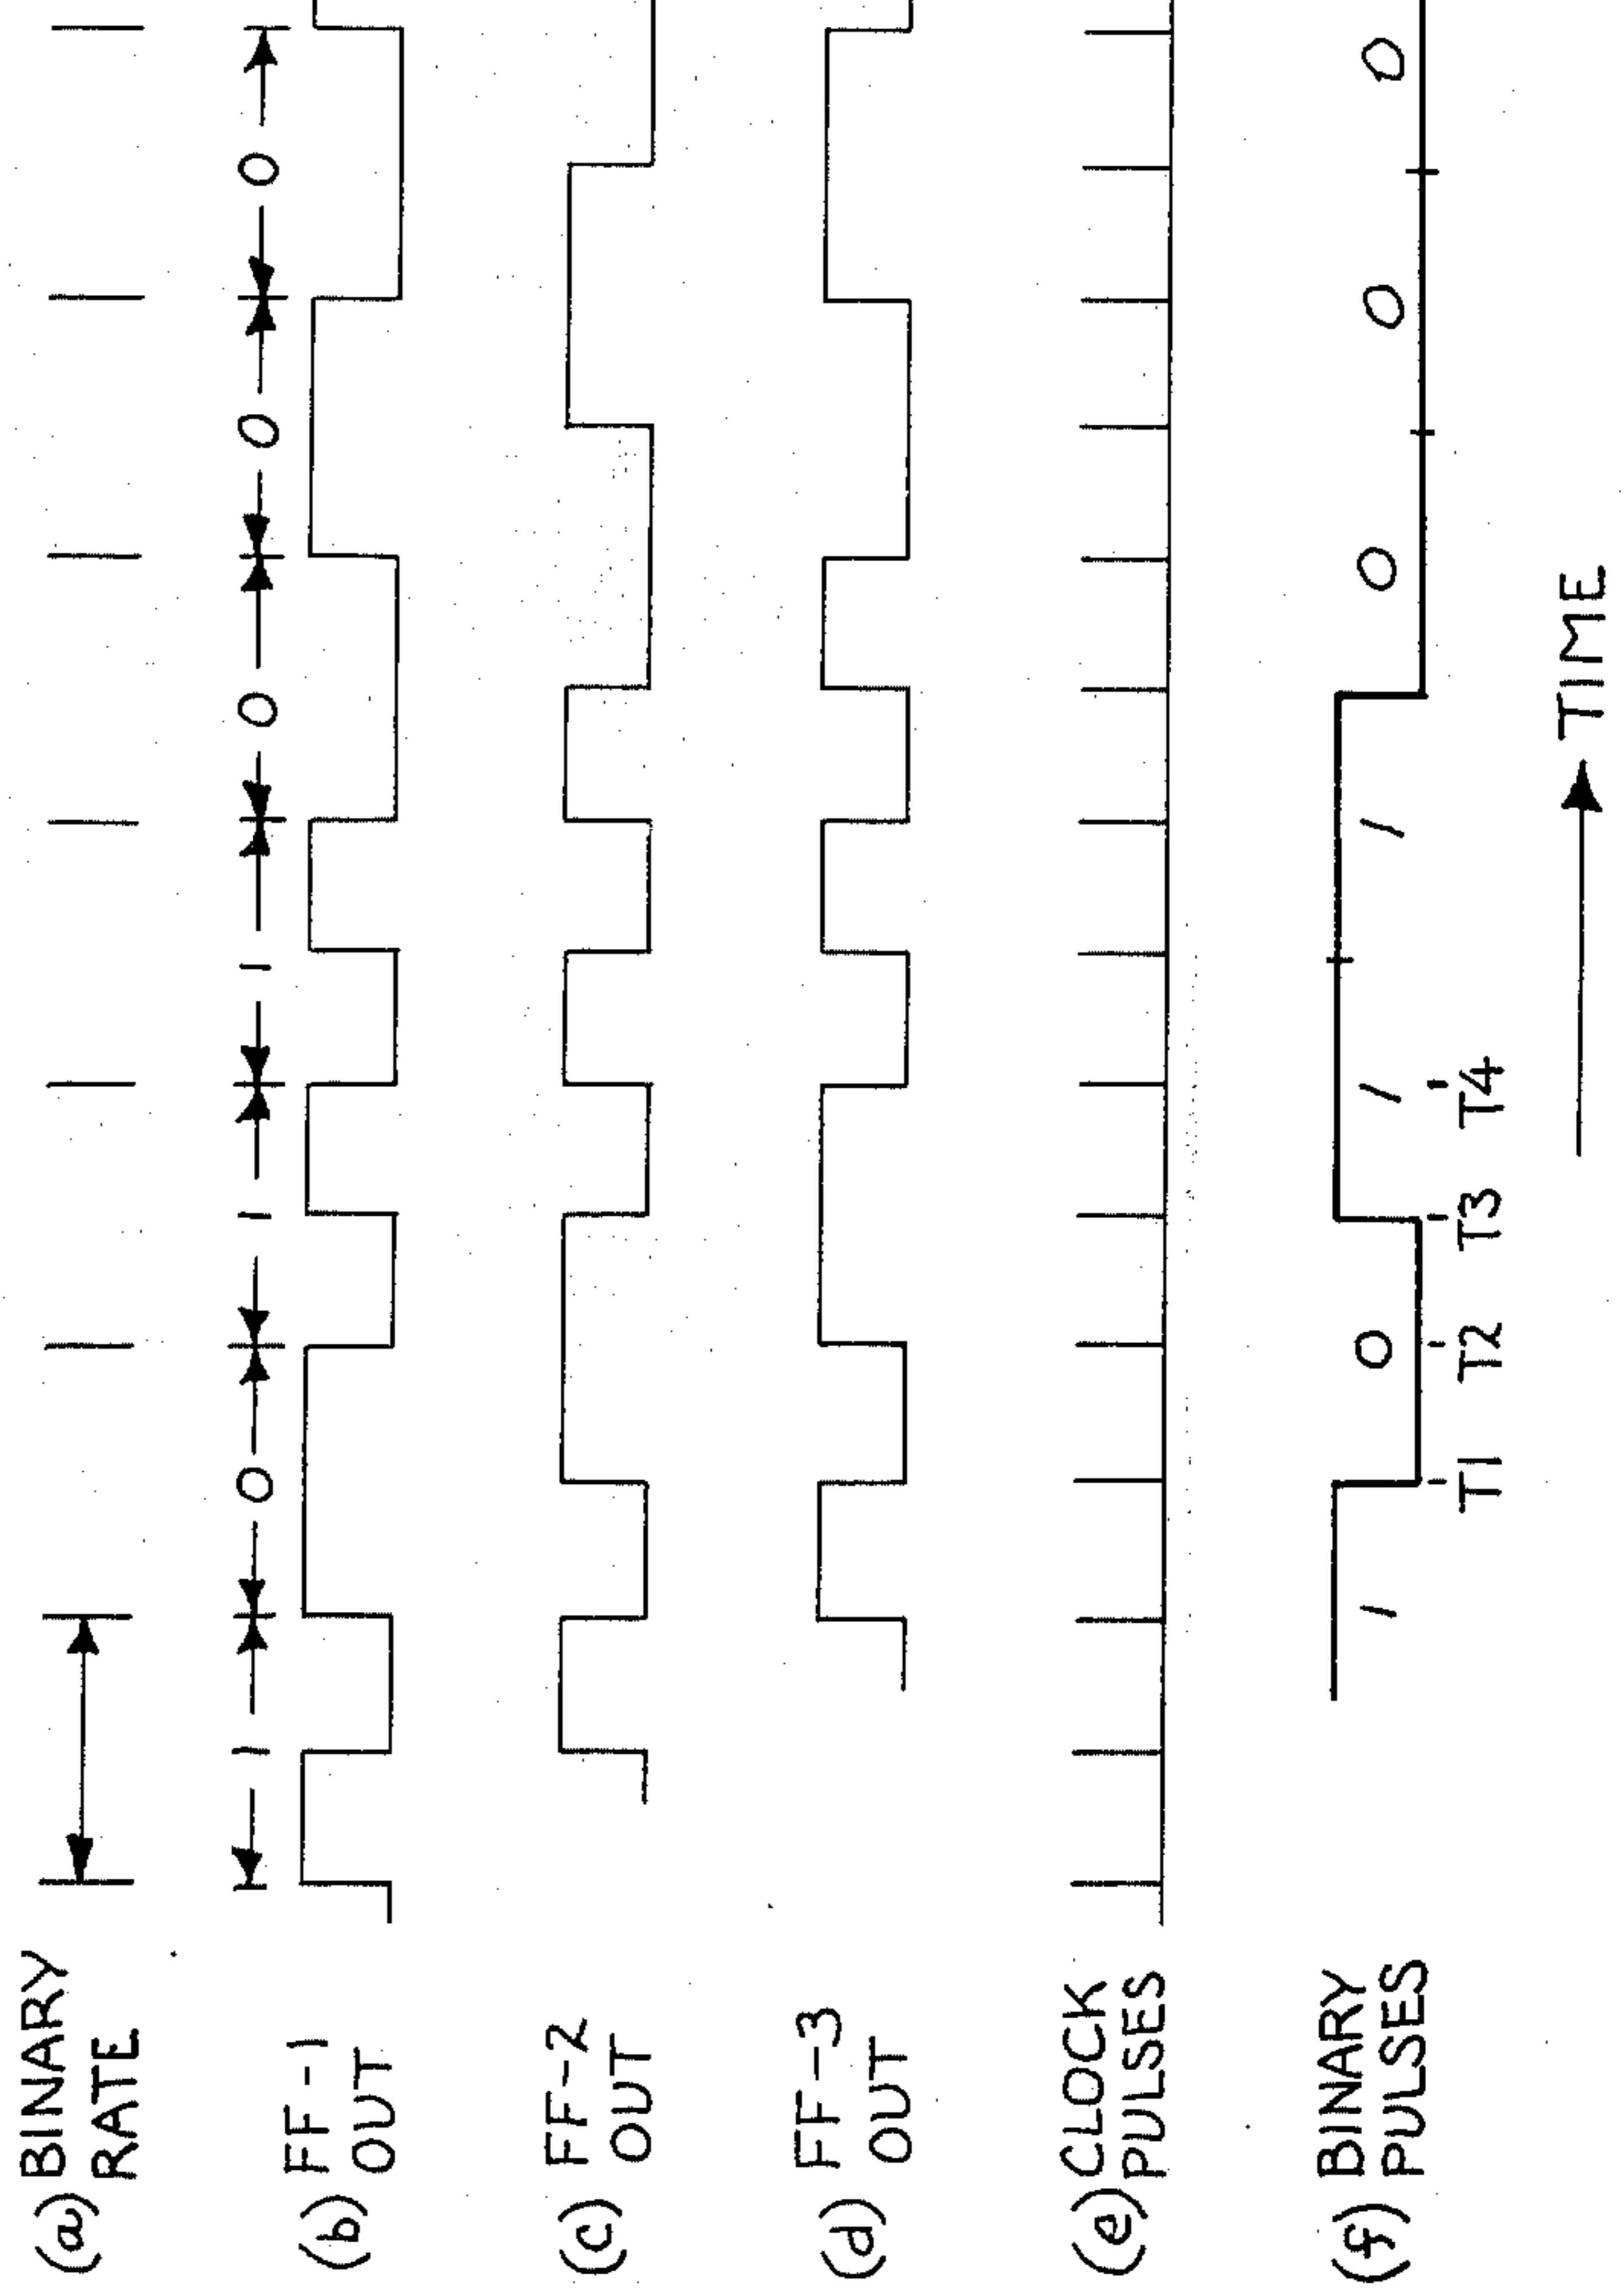 (a) BINARY
RATE
1 0 1 1 0 0 0
(b) FF-1
OUT
(c) FF-2
OUT
(d) FF-3
OUT
(e) CLOCK
PULSES
(f) BINARY
PULSES
1 0 1 1 0 0 0
T1 T2 T3 T4
TIME